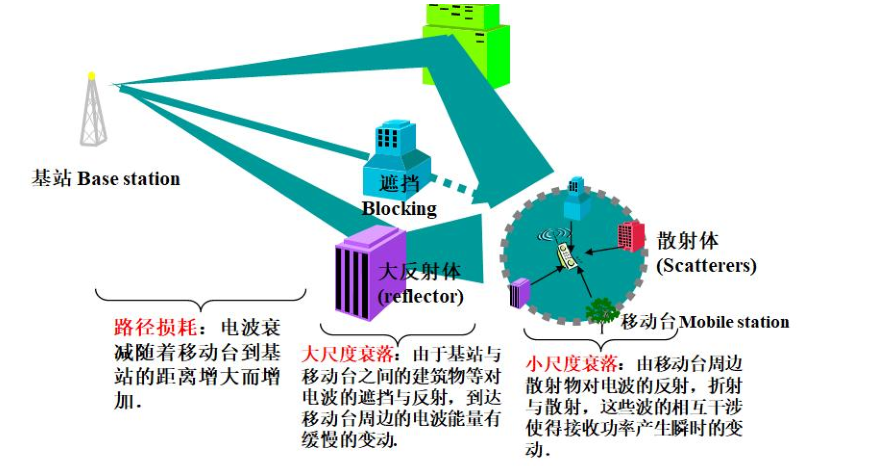 基站 Base station
遮挡
Blocking
大反射体
(reflector)
散射体
(Scatterers)
移动台Mobile station
路径损耗：电波衰
减随着移动台到基
站的距离增大而增
加．
大尺度衰落：由于基站与
移动台之间的建筑物等对
电波的遮挡与反射，到达
移动台周边的电波能量有
缓慢的变动.
小尺度衰落：由移动台周边
散射物对电波的反射，折射
与散射，这些波的相互干涉
使得接收功率产生瞬时的变
动．